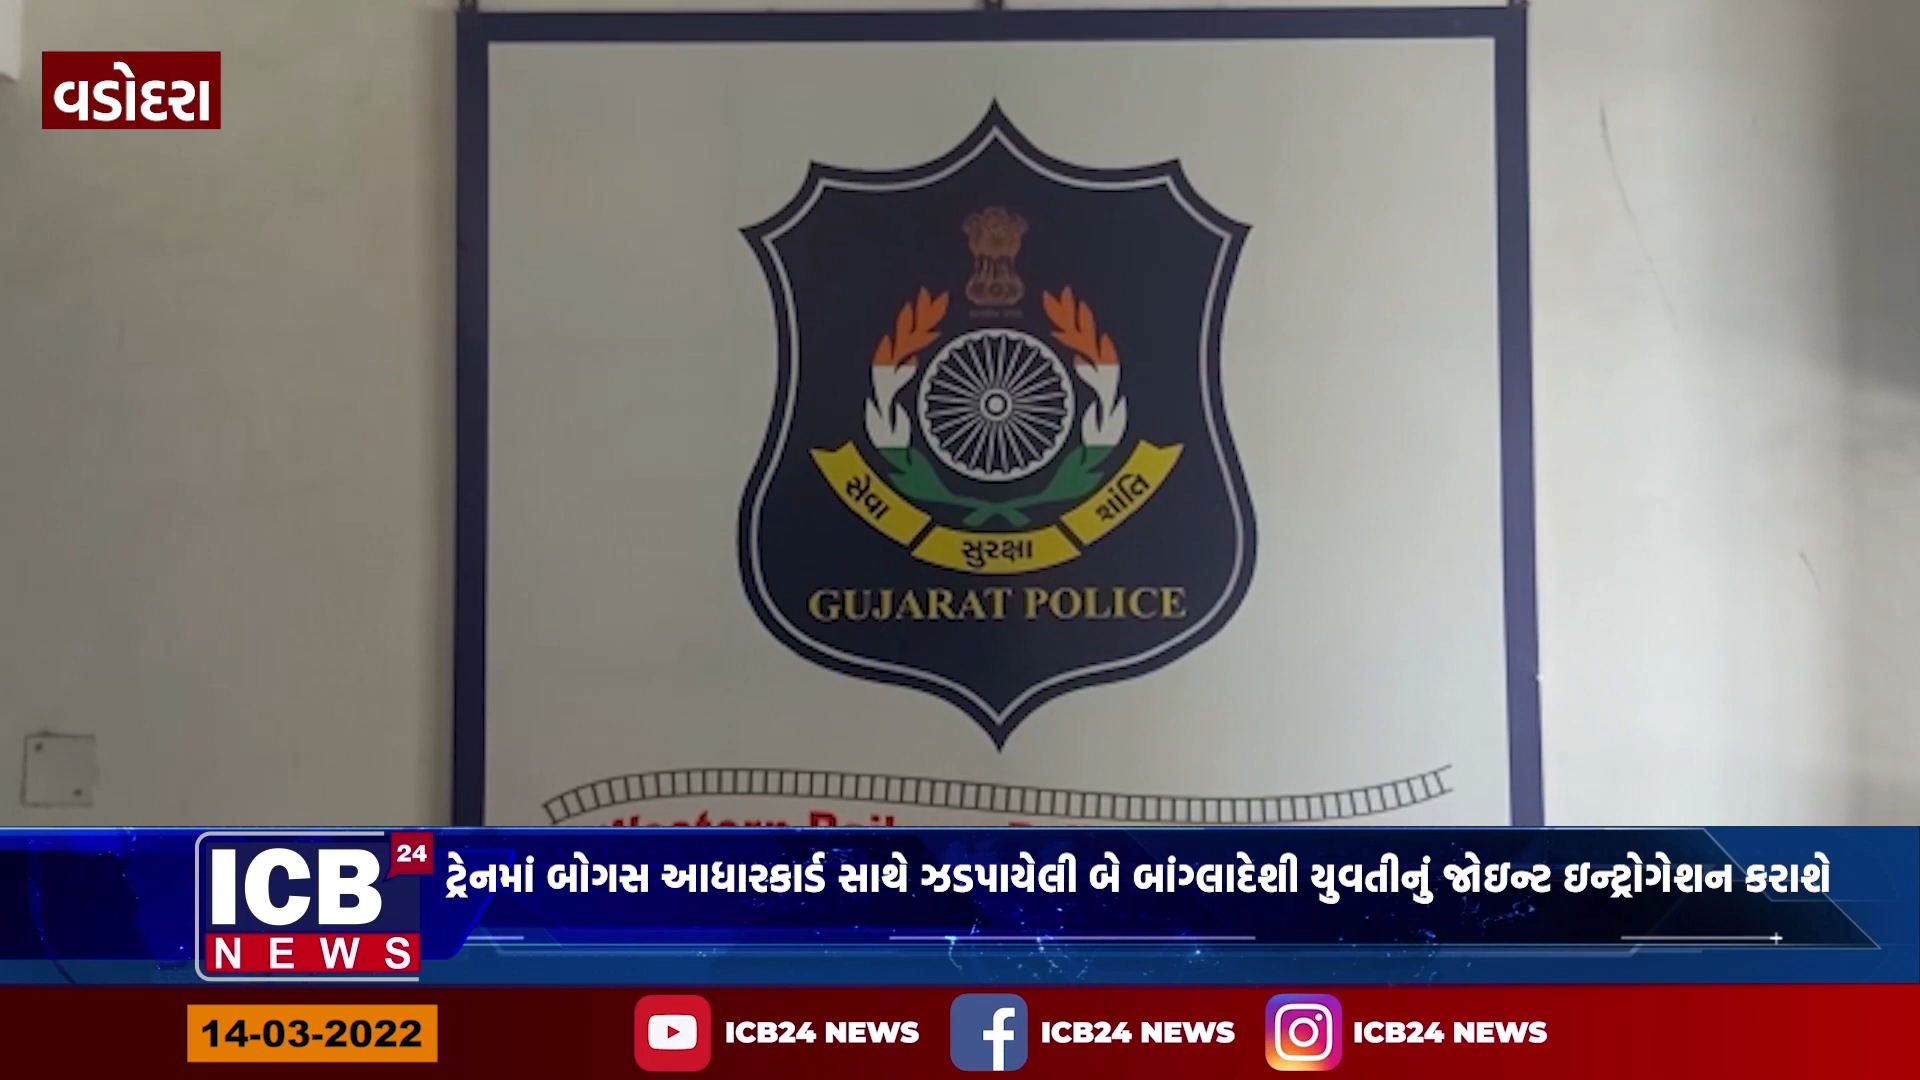 વડોદરા
સેવા
સુરક્ષા
શાંતિ
GUJARAT POLICE
Western
ICB 24
NEWS
ટ્રેનમાં બોગસ આધારકાર્ડ સાથે ઝડપાયેલી બે બાંગ્લાદેશી યુવતીનું જોઇન્ટ ઇન્ટ્રોગેશન કરાશે
14-03-2022
ICB24 NEWS
ICB24 NEWS
ICB24 NEWS